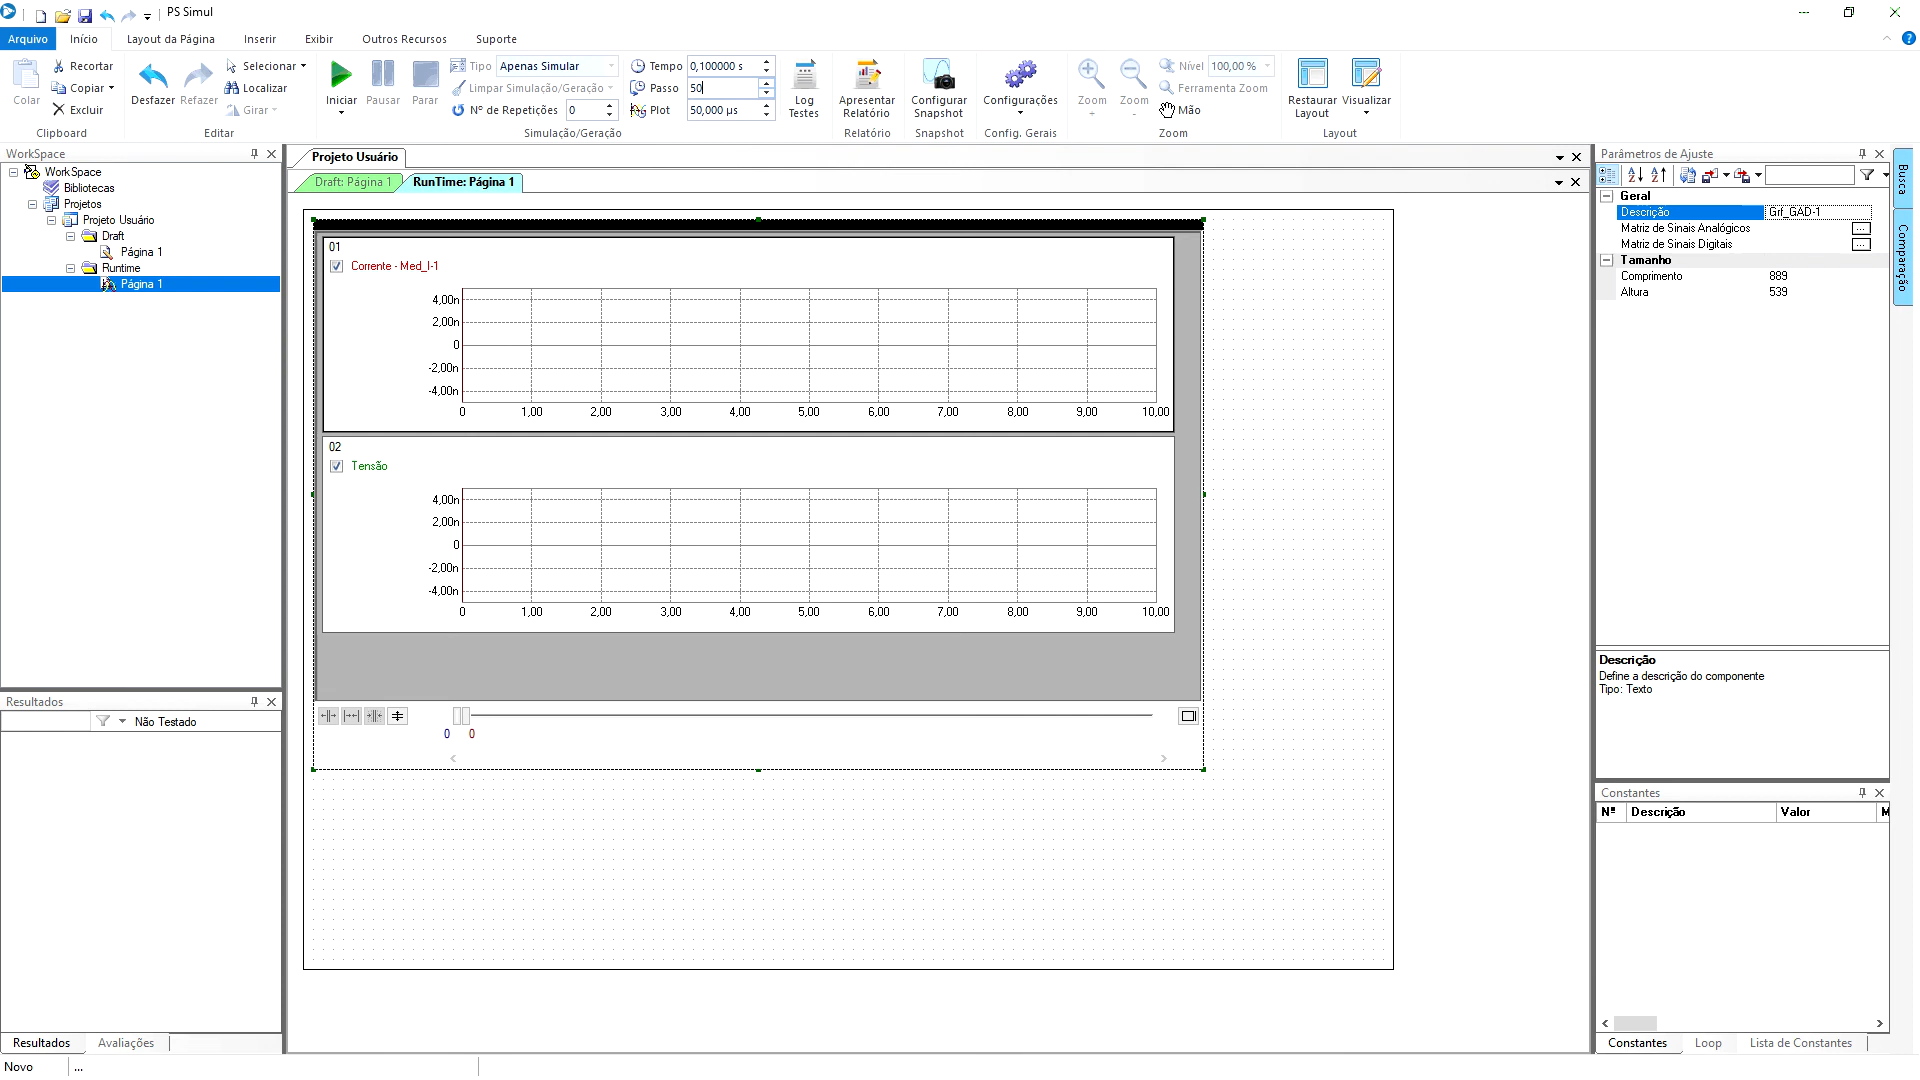 PS Simul
Arquivo Início Layout da Página Inserir Exibir Outros Recursos Suporte
Colar
Recortar
Copiar
Excluir
Clipboard
Desfazer Refazer
Selecionar
Localizar
Girar
Editar
Iniciar Pausar Parar
Tipo Apenas Simular
Limpar Simulação/Geração
Nº de Repetições 0
Tempo 0,100000 s
Passo 50
Plot 50,000 µs
Simulação/Geração
Log
Testes
Apresentar
Relatório
Relatório
Configurar
Snapshot
Snapshot
Configurações
Config. Gerais
Zoom
+
Zoom
-
Nível 100,00 %
Ferramenta Zoom
Mão
Zoom
Restaurar
Layout
Visualizar
Layout
WorkSpace
WorkSpace
Bibliotecas
Projetos
Projeto Usuário
Draft
Página 1
Runtime
Página 1
Resultados
Não Testado
Resultados Avaliações
Novo ...
Projeto Usuário
Draft: Página 1 RunTime: Página 1
01
Corrente - Med_I-1
4,00n
2,00n
0
-2,00n
-4,00n
0 1,00 2,00 3,00 4,00 5,00 6,00 7,00 8,00 9,00 10,00
02
Tensão
4,00n
2,00n
0
-2,00n
-4,00n
0 1,00 2,00 3,00 4,00 5,00 6,00 7,00 8,00 9,00 10,00
0 0
Parâmetros de Ajuste
Geral
Descrição Grf_GAD-1
Matriz de Sinais Analógicos ...
Matriz de Sinais Digitais ...
Tamanho
Comprimento 889
Altura 539
Descrição
Define a descrição do componente
Tipo: Texto
Constantes
Nº Descrição Valor M
Constantes Loop Lista de Constantes
Busca
Comparação